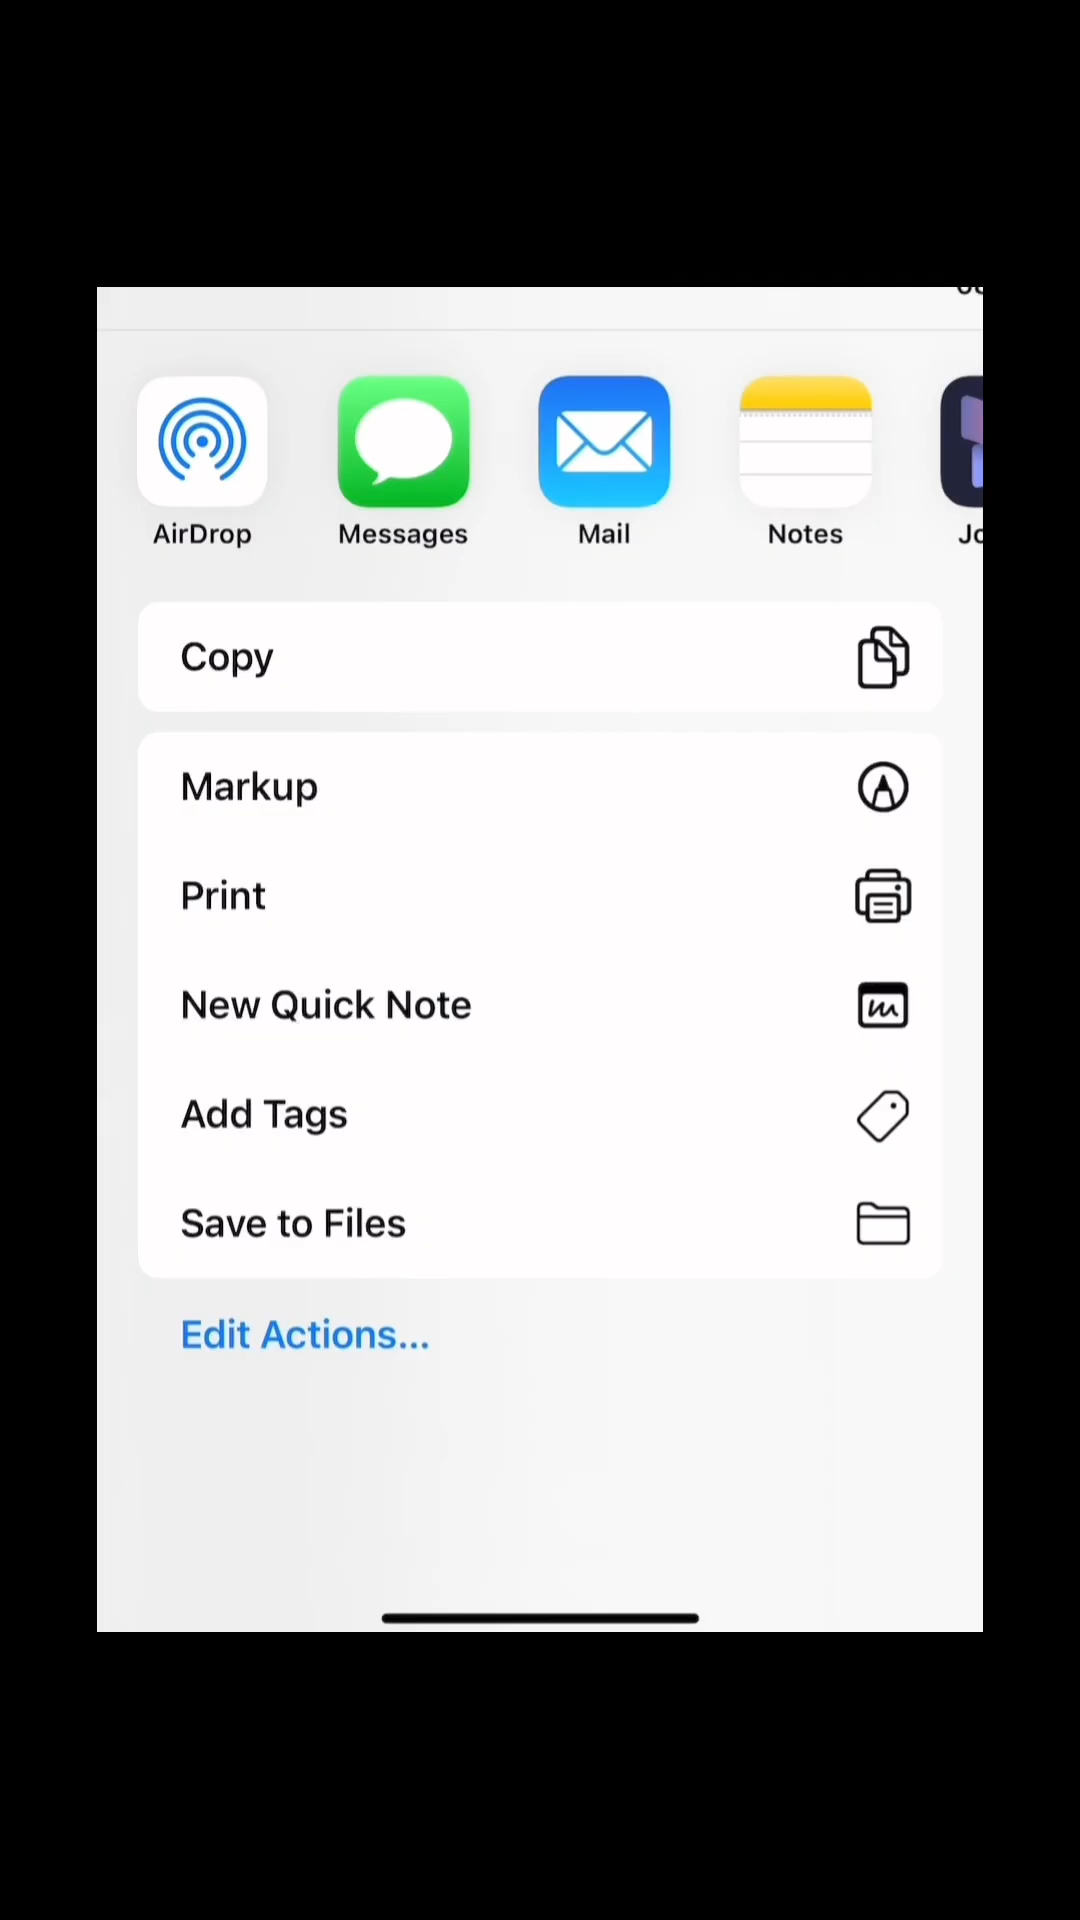 AirDrop
Messages
Mail
Notes
Copy
Markup
Print
New Quick Note
Add Tags
Save to Files
Edit Actions...